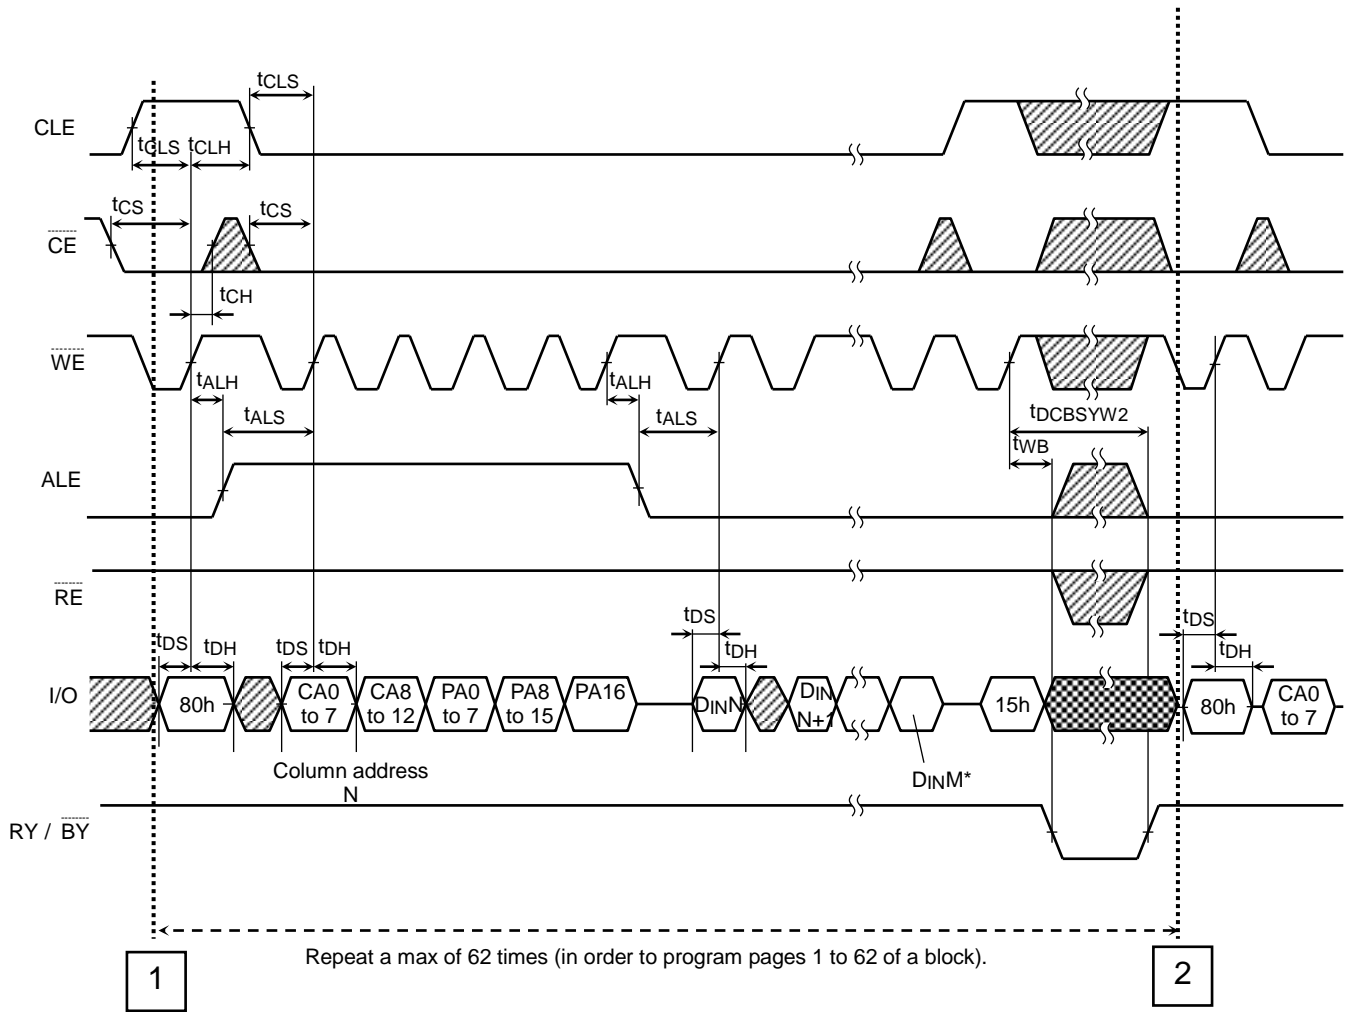 tCLS
CLE
tCLS tCLH
tCS tCS
CE
tCH
WE
tALH tALH
tALS tALS tDCBSYW2
tWB
ALE
RE
tDS tDH tDS tDH tDS tDH tDS tDH
I/O
80h
CA0
to 7
CA8
to 12
PA0
to 7
PA8
to 15
PA16
DINN
DIN
N+1
15h
80h
CA0
to 7
Column address
N
DINM*
RY / BY
Repeat a max of 62 times (in order to program pages 1 to 62 of a block).
1
2